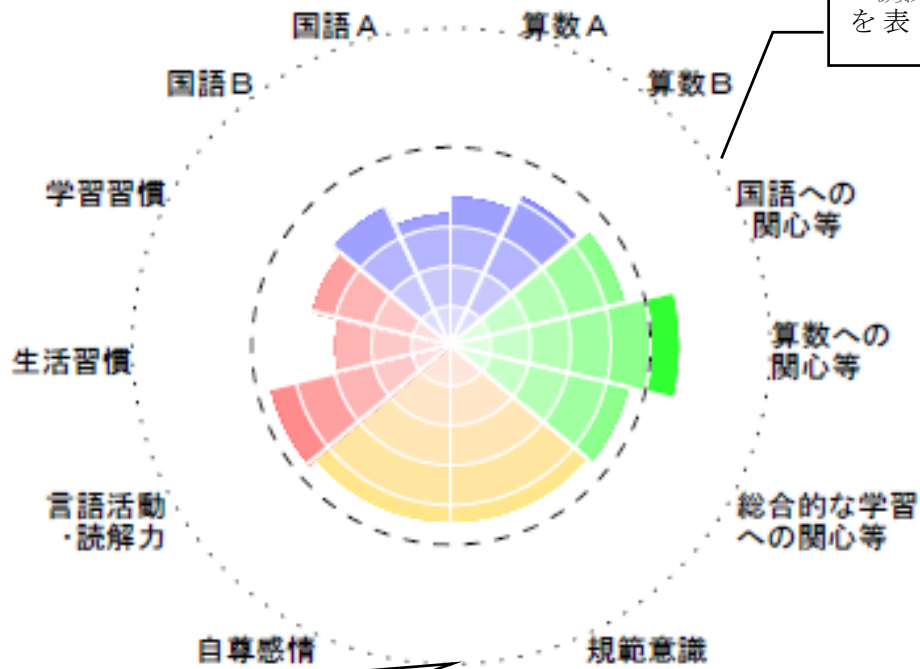 国語A
算数A
を表
国語B
算数B
学習習慣
国語への
関心等
生活習慣
算数への
関心等
言語活動
・読解力
総合的な学習
への関心等
自尊感情
規範意識